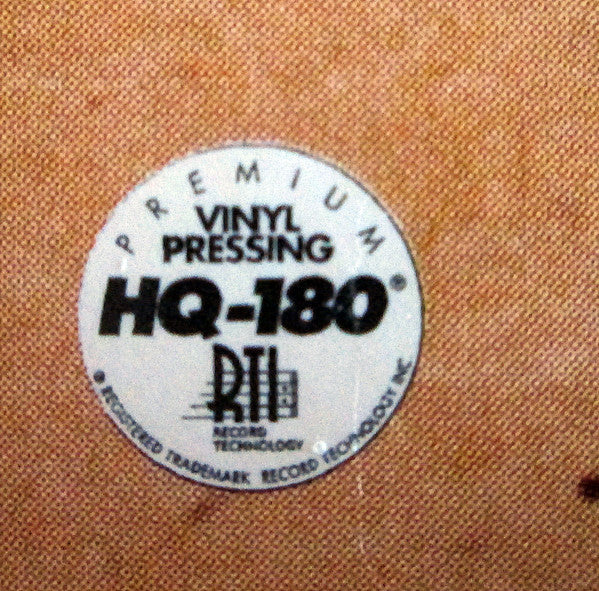 PREMIUM
VINYL
PRESSING
HQ-180®
RTI
RECORD
TECHNOLOGY
® REGISTERED TRADEMARK RECORD TECHNOLOGY INC.